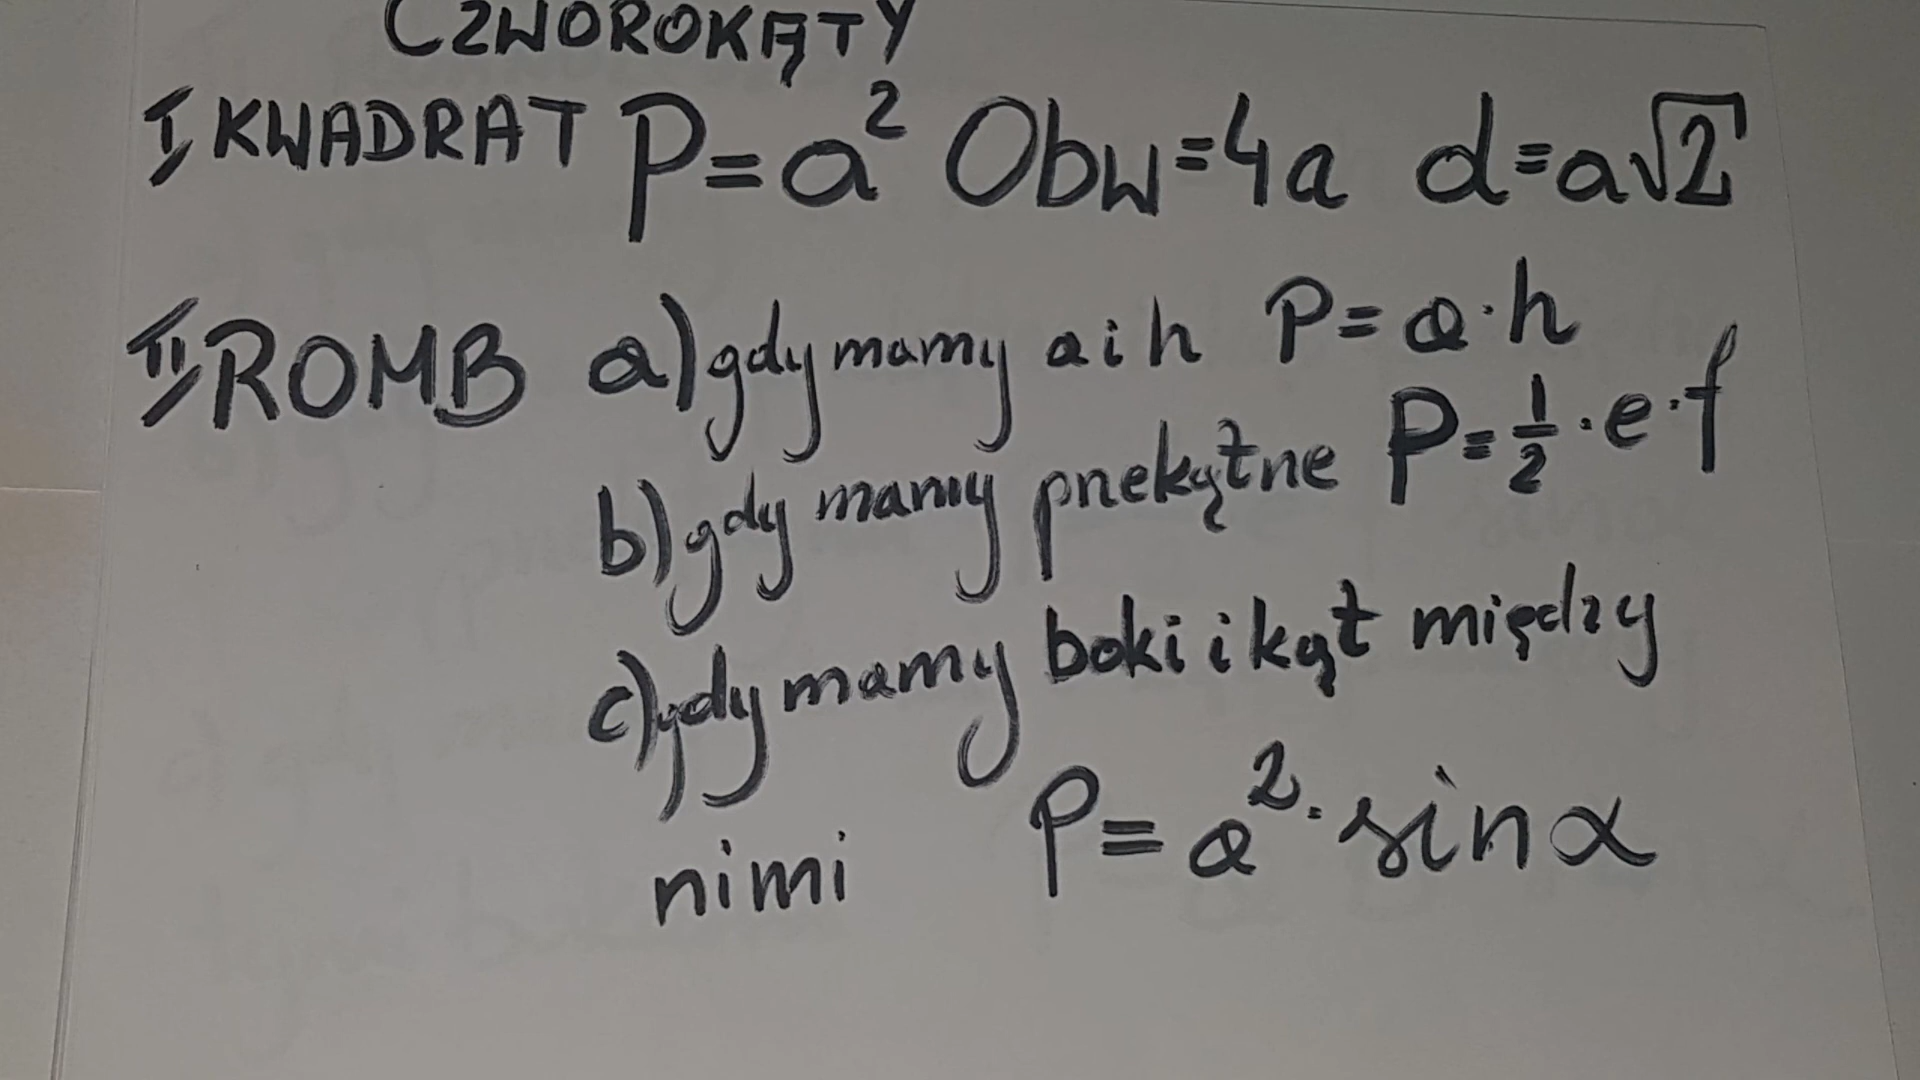 CZWOROKĄTY
I KWADRAT P=a² Obw=4a d=a√2
II ROMB a) gdy mamy a i h P=a·h
b) gdy mamy przekątne P=½·e·f
c) gdy mamy boki i kąt między
nimi P=a²·sinα